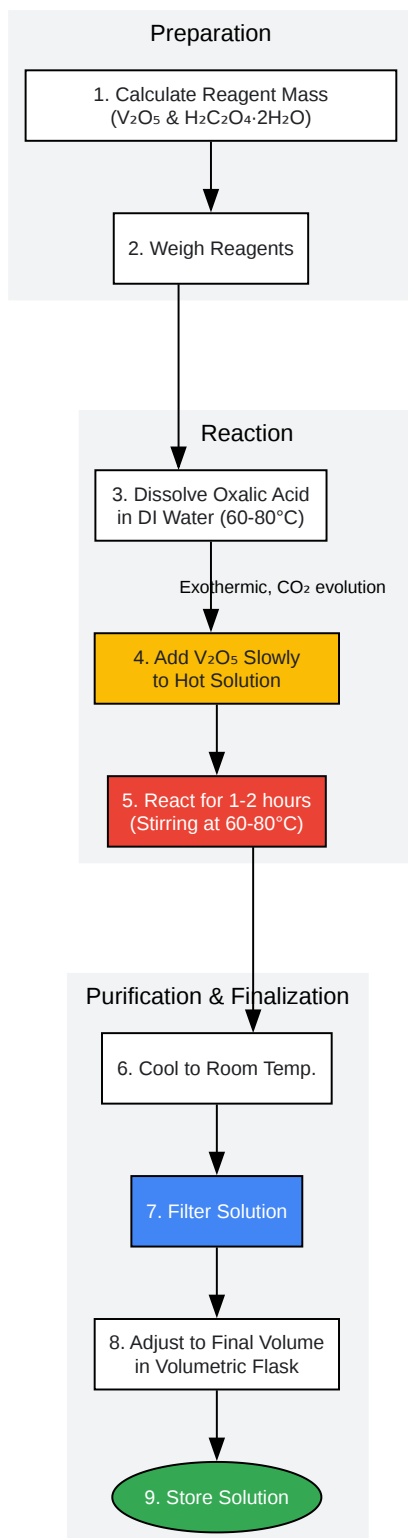 Preparation
1. Calculate Reagent Mass
(V₂O₅ & H₂C₂O₄·2H₂O)
2. Weigh Reagents
Reaction
3. Dissolve Oxalic Acid
in DI Water (60-80°C)
Exothermic, CO₂ evolution
4. Add V₂O₅ Slowly
to Hot Solution
5. React for 1-2 hours
(Stirring at 60-80°C)
Purification & Finalization
6. Cool to Room Temp.
7. Filter Solution
8. Adjust to Final Volume
in Volumetric Flask
9. Store Solution